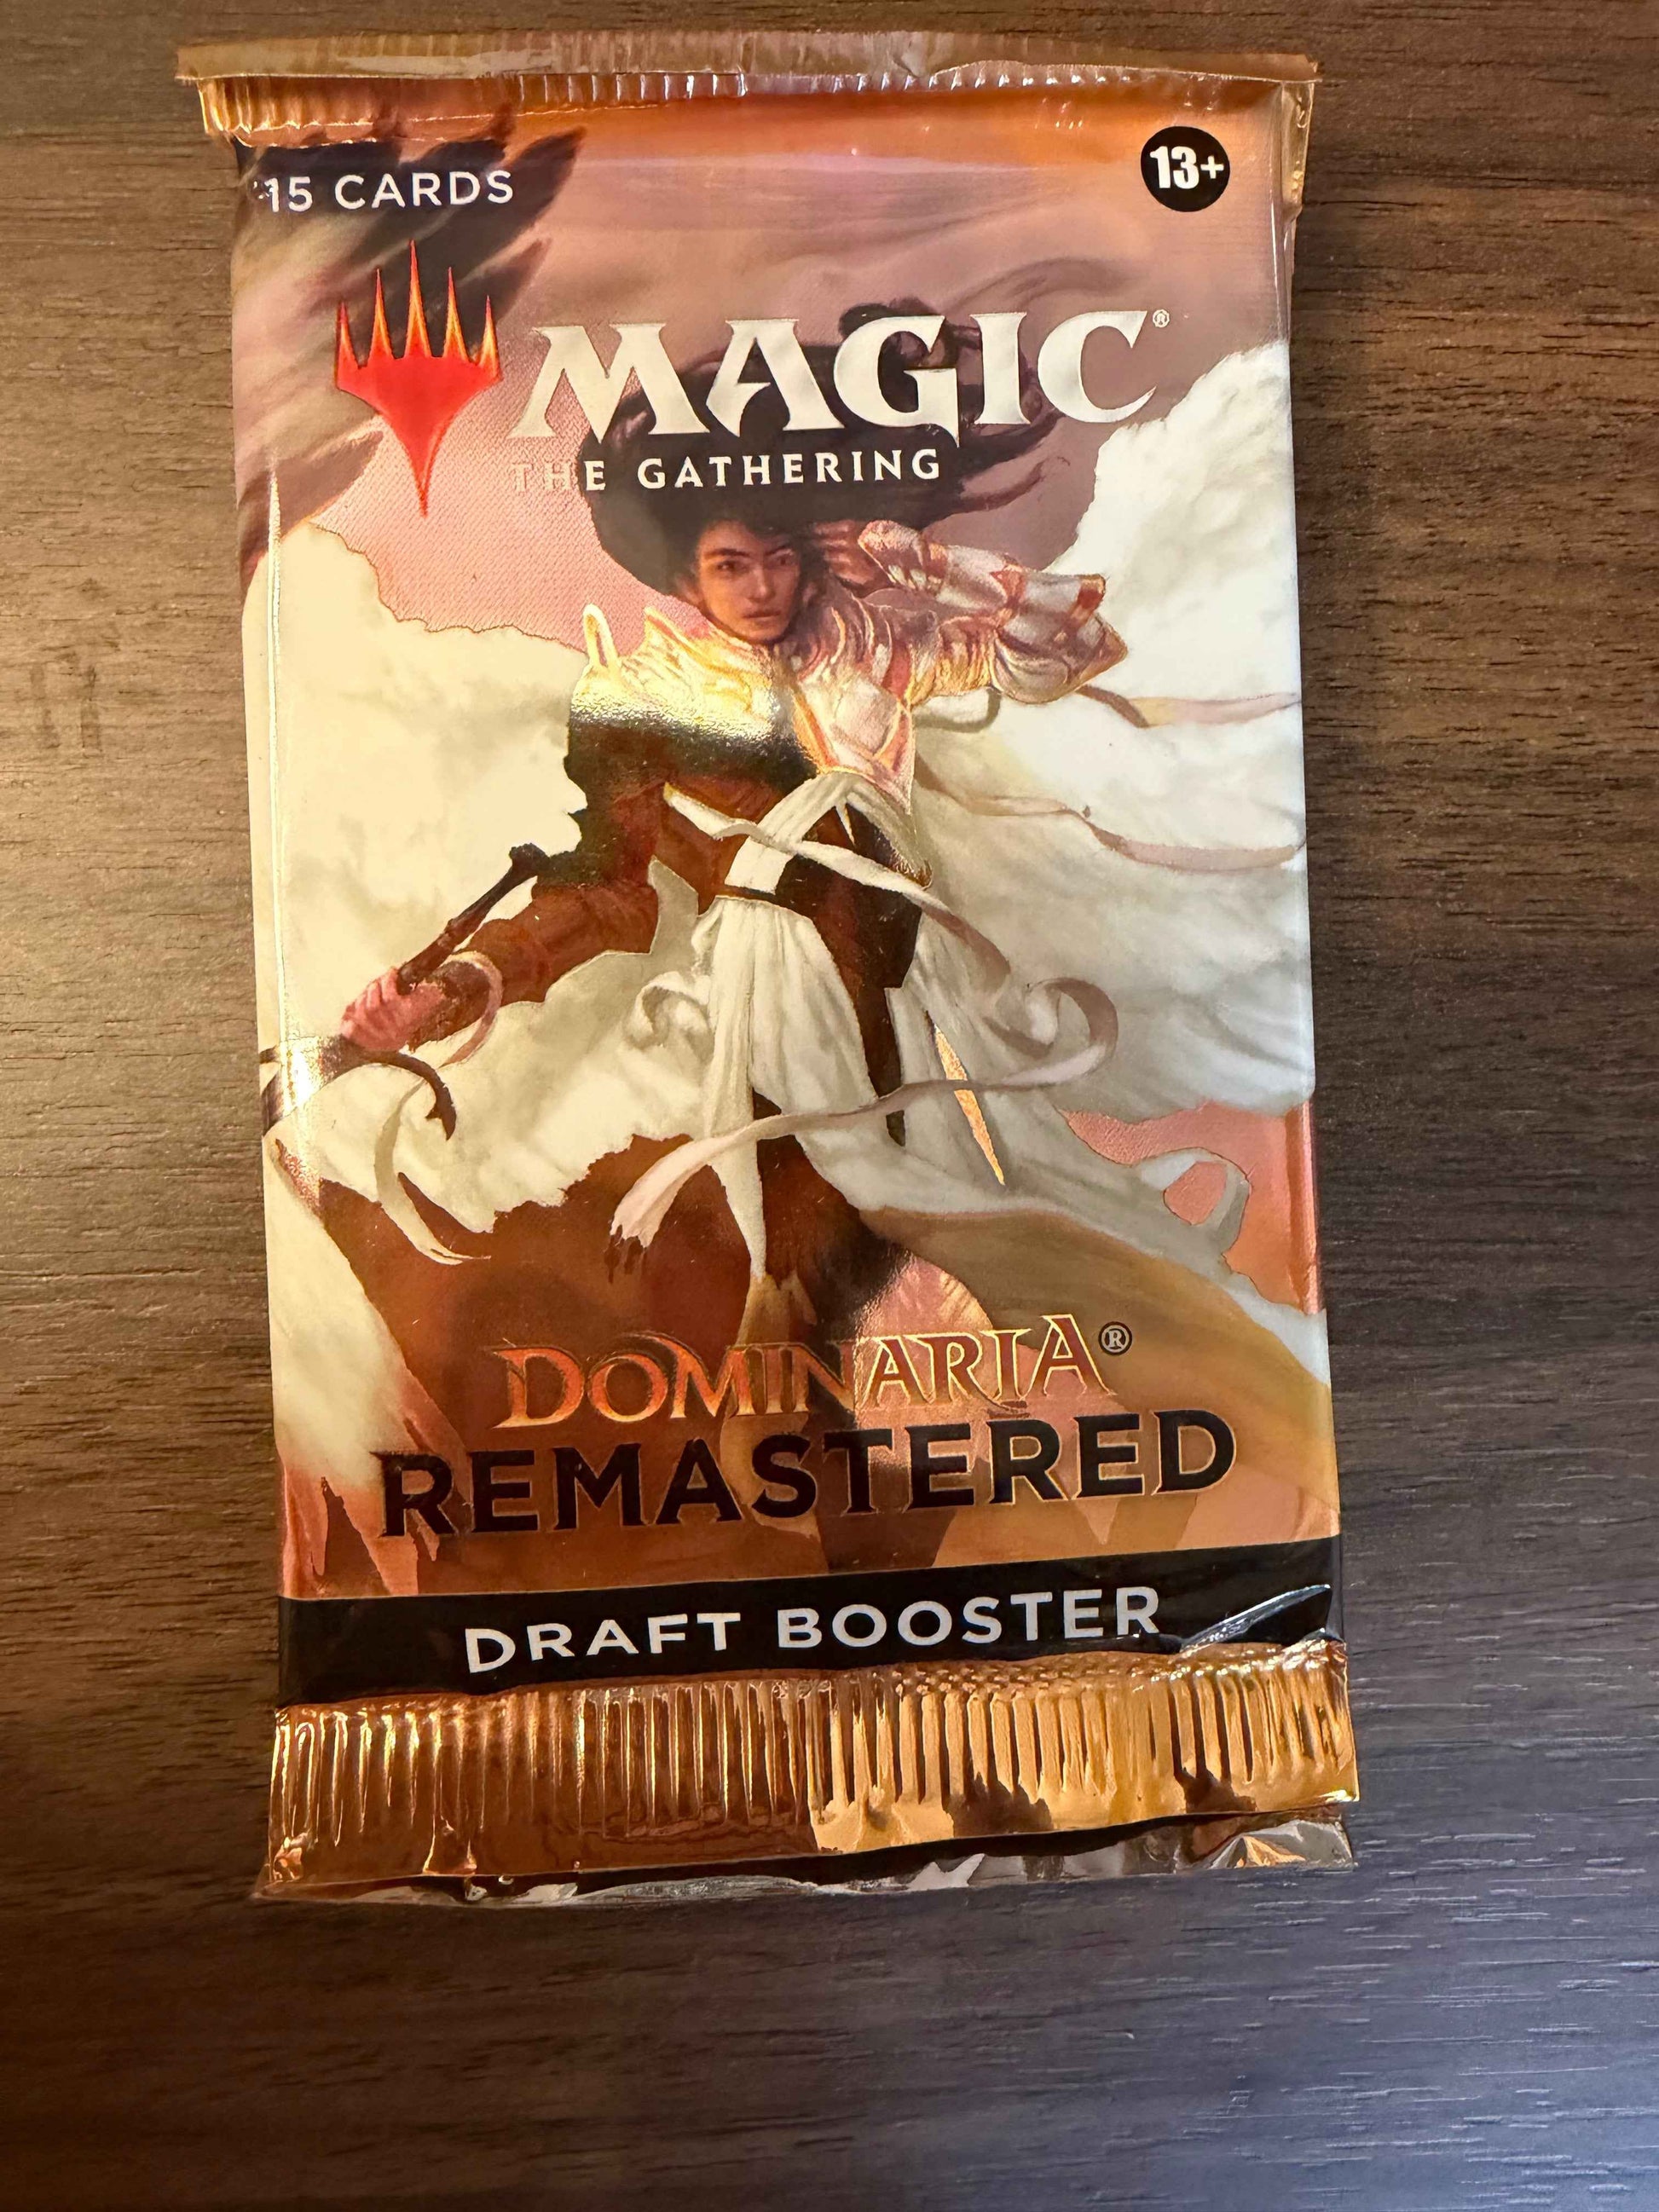 15 CARDS
13+
MAGIC®
THE GATHERING
DOMINARIA®
REMASTERED
DRAFT BOOSTER